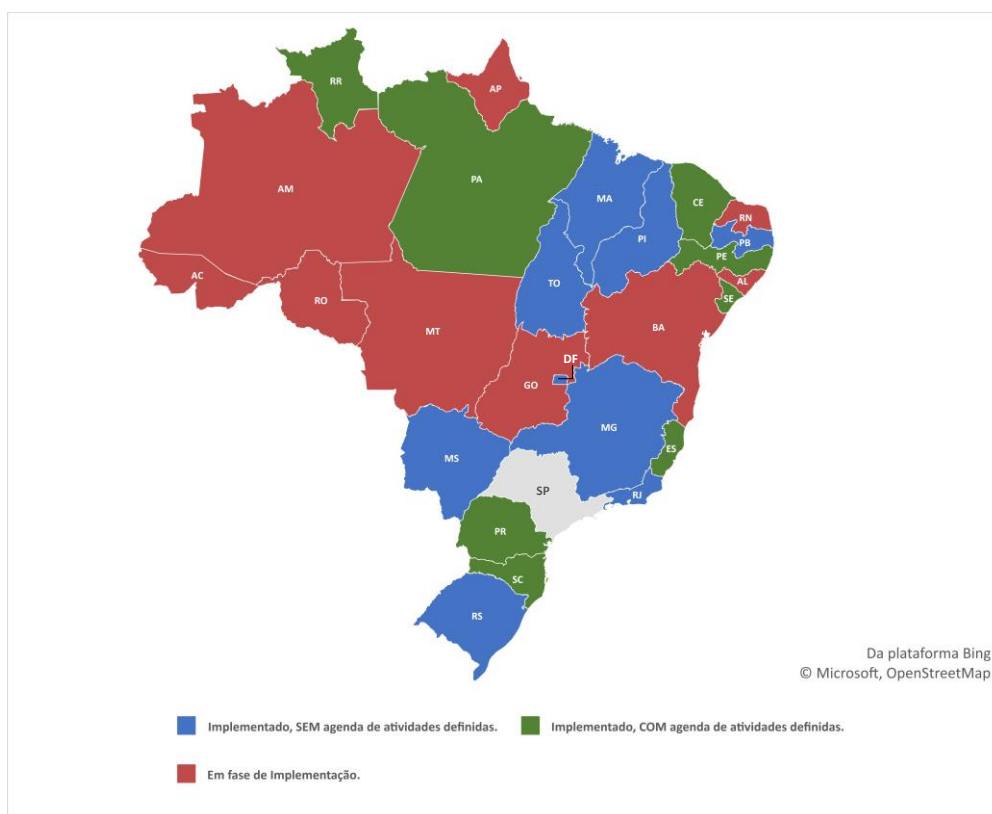 RR
AP
AM
PA
MA
CE
RN
PB
PI
PE
AC
TO
AL
SE
RO
MT
BA
DF
GO
MG
ES
MS
SP
RJ
PR
SC
RS
Da plataforma Bing
© Microsoft, OpenStreetMap
Implementado, SEM agenda de atividades definidas.
Implementado, COM agenda de atividades definidas.
Em fase de Implementação.